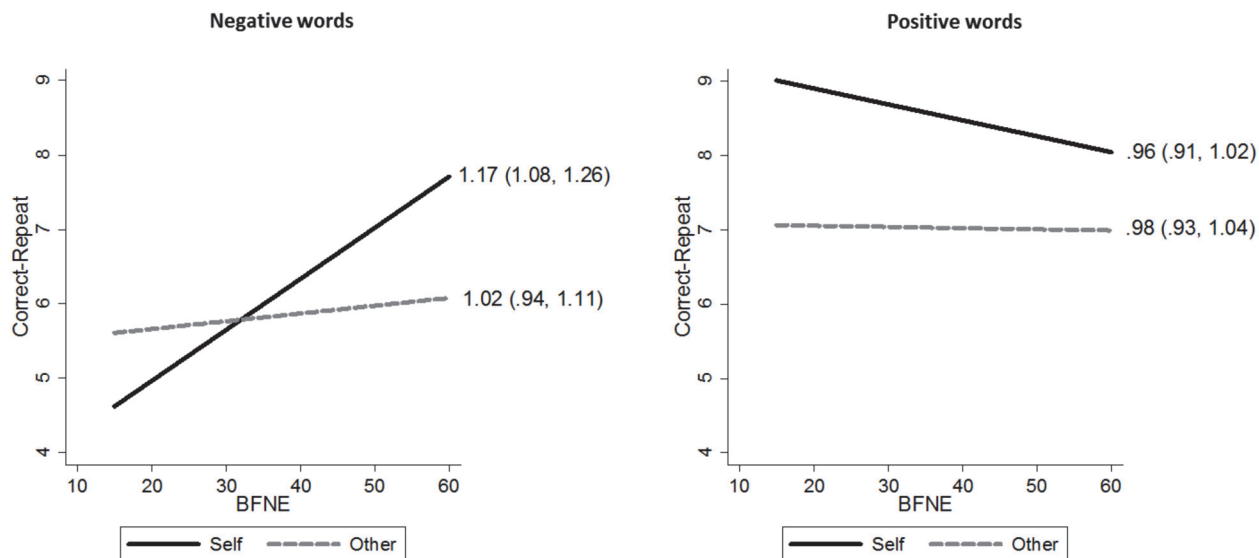 Negative words
9
8
7
6
5
4
Correct-Repeat
1.17 (1.08, 1.26)
1.02 (.94, 1.11)
10 20 30 40 50 60
BFNE
Self Other
Positive words
9
8
7
6
5
4
Correct-Repeat
.96 (.91, 1.02)
.98 (.93, 1.04)
10 20 30 40 50 60
BFNE
Self Other